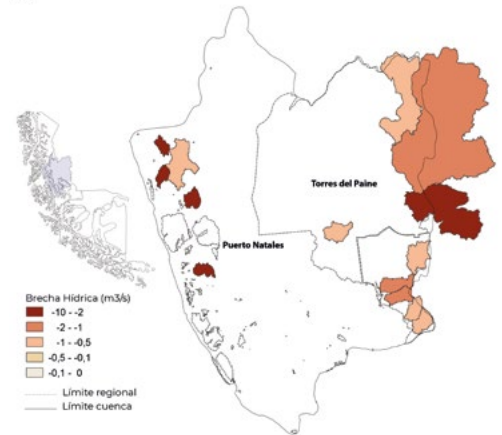 Torres del Paine
Puerto Natales
Brecha Hídrica (m3/s)
-10 - -2
-2 - -1
-1 - -0,5
-0,5 - -0,1
-0,1 - 0
Límite regional
Límite cuenca